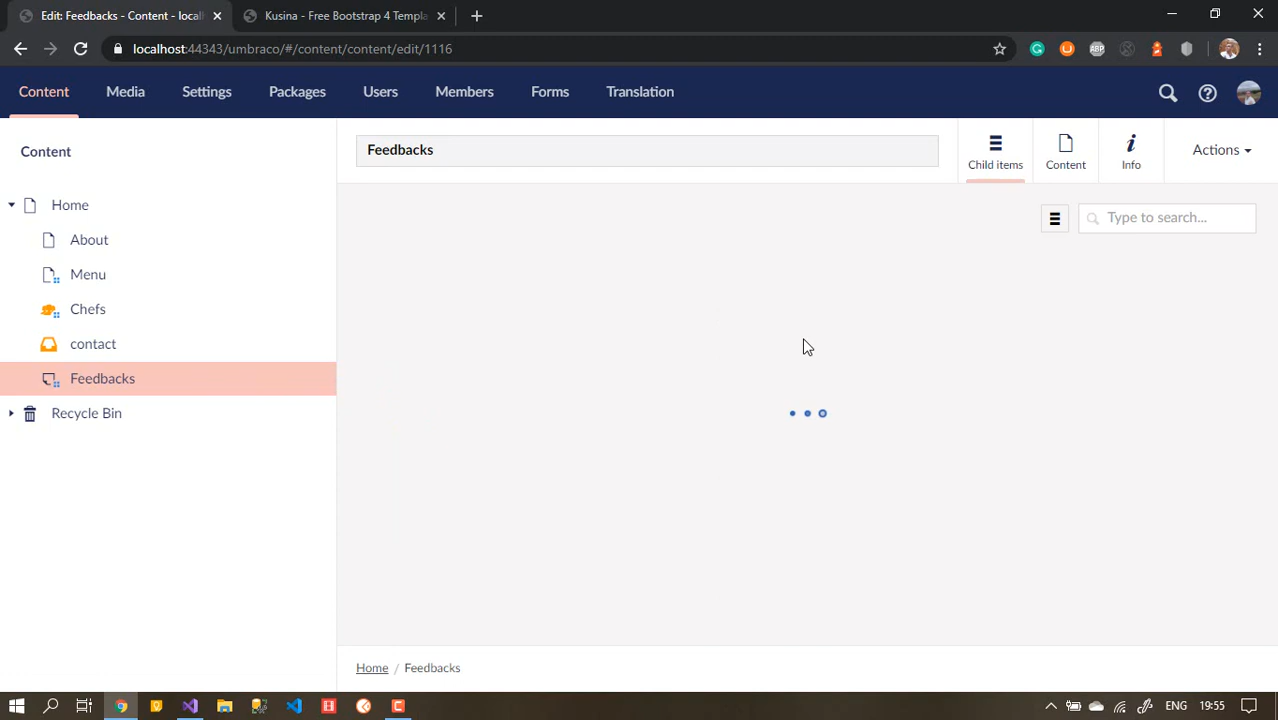 Edit: Feedbacks - Content - local
Kusina - Free Bootstrap 4 Templa
localhost:44343/umbraco/#/content/content/edit/1116
ABP
Content
Media
Settings
Packages
Users
Members
Forms
Translation
Content
Feedbacks
Child items
Content
Info
Actions
Type to search...
Home
About
Menu
Chefs
contact
Feedbacks
Recycle Bin
Home / Feedbacks
ENG
19:55